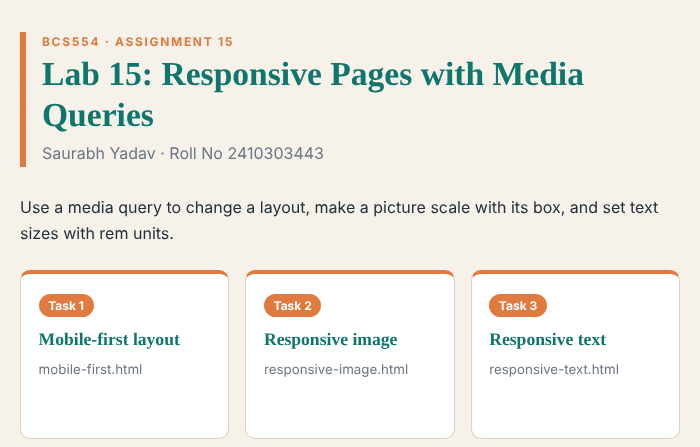 BCS554 · ASSIGNMENT 15
Lab 15: Responsive Pages with Media
Queries
Saurabh Yadav · Roll No 2410303443
Use a media query to change a layout, make a picture scale with its box, and set text
sizes with rem units.
Task 1
Mobile-first layout
mobile-first.html
Task 2
Responsive image
responsive-image.html
Task 3
Responsive text
responsive-text.html